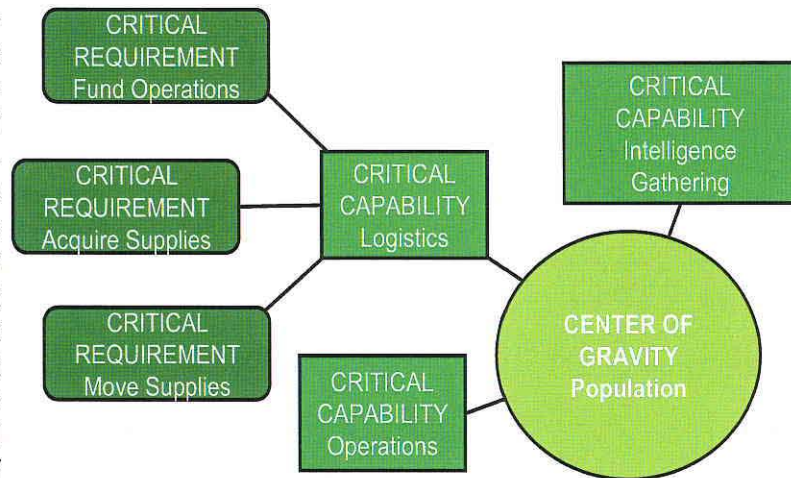 CRITICAL
REQUIREMENT
Fund Operations
CRITICAL
REQUIREMENT
Acquire Supplies
CRITICAL
REQUIREMENT
Move Supplies
CRITICAL
CAPABILITY
Logistics
CRITICAL
CAPABILITY
Operations
CRITICAL
CAPABILITY
Intelligence
Gathering
CENTER OF
GRAVITY
Population